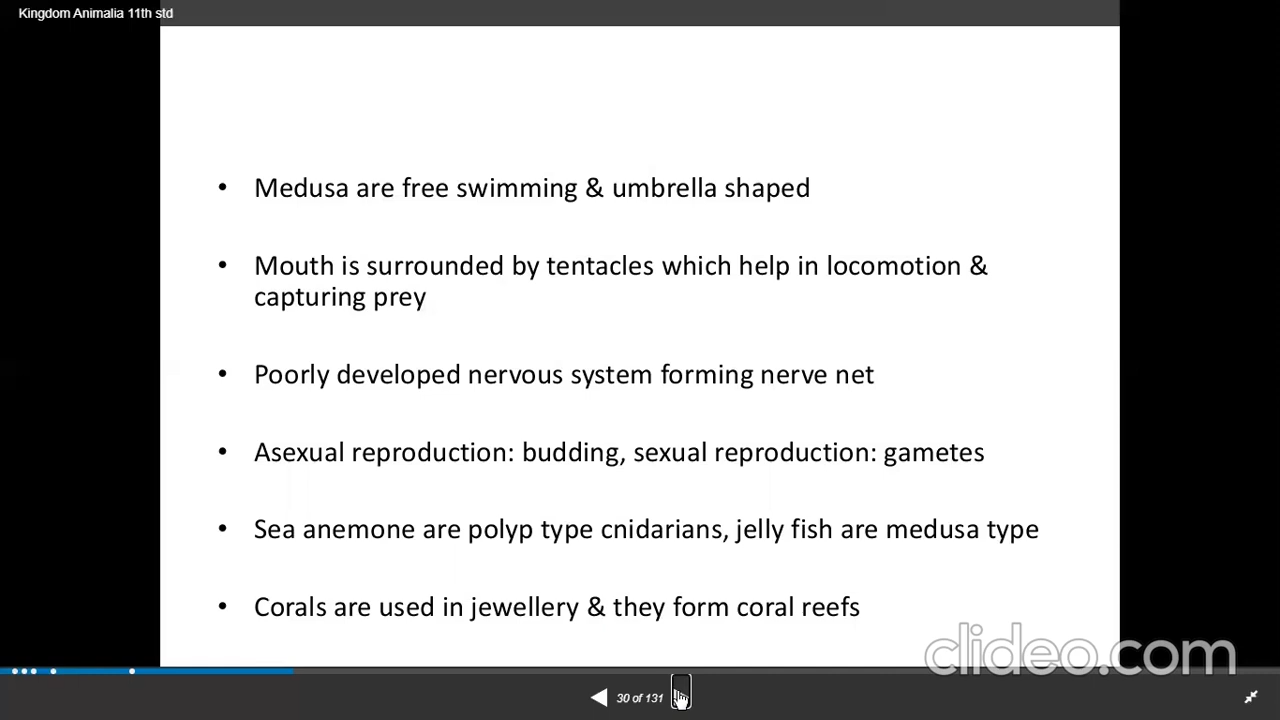 Kingdom Animalia 11th std
• Medusa are free swimming & umbrella shaped
• Mouth is surrounded by tentacles which help in locomotion &
capturing prey
• Poorly developed nervous system forming nerve net
• Asexual reproduction: budding, sexual reproduction: gametes
• Sea anemone are polyp type cnidarians, jelly fish are medusa type
• Corals are used in jewellery & they form coral reefs
clideo.com
30 of 131